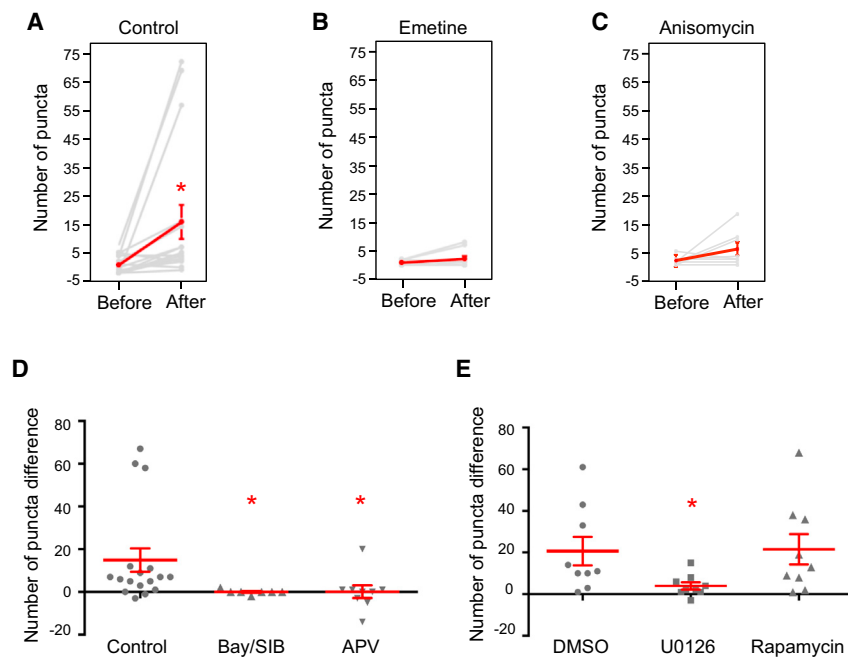 A
Control
Number of puncta
75
65
55
45
35
25
15
5
-5
*
Before After
B
Emetine
Number of puncta
75
65
55
45
35
25
15
5
-5
Before After
C
Anisomycin
Number of puncta
75
65
55
45
35
25
15
5
-5
Before After
D
Number of puncta difference
80
60
40
20
0
-20
* *
Control Bay/SIB APV
E
Number of puncta difference
80
60
40
20
0
-20
*
DMSO U0126 Rapamycin